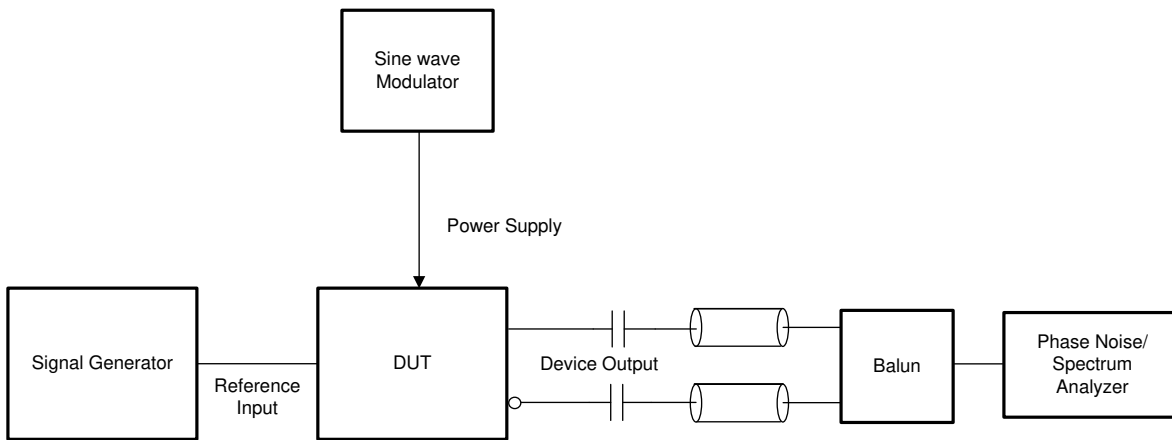 Sine wave
Modulator
Power Supply
Signal Generator
Reference
Input
DUT
Device Output
Balun
Phase Noise/
Spectrum
Analyzer